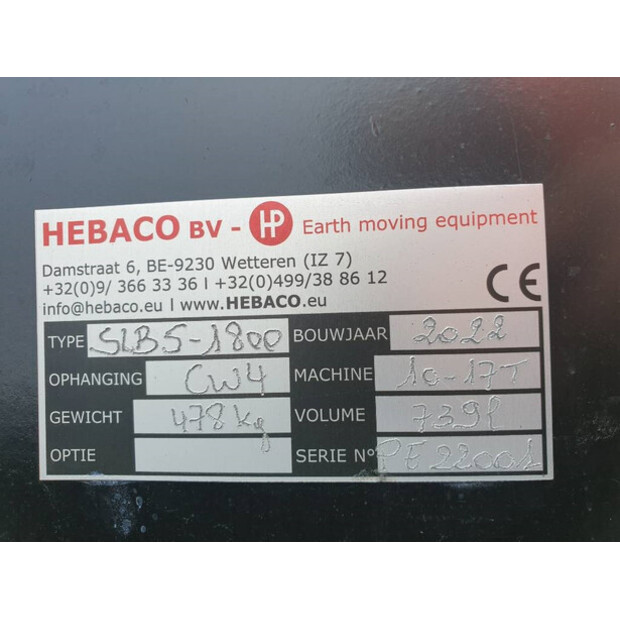 HEBACO BV - HP Earth moving equipment
Damstraat 6, BE-9230 Wetteren (IZ 7)
+32(0)9/ 366 33 36 I +32(0)499/38 86 12
info@hebaco.eu I www.HEBACO.eu
CE
TYPE SLB5-1800 BOUWJAAR 2022
OPHANGING CW4 MACHINE 10-17T
GEWICHT 478kg VOLUME 739l
OPTIE SERIE N° PE22001